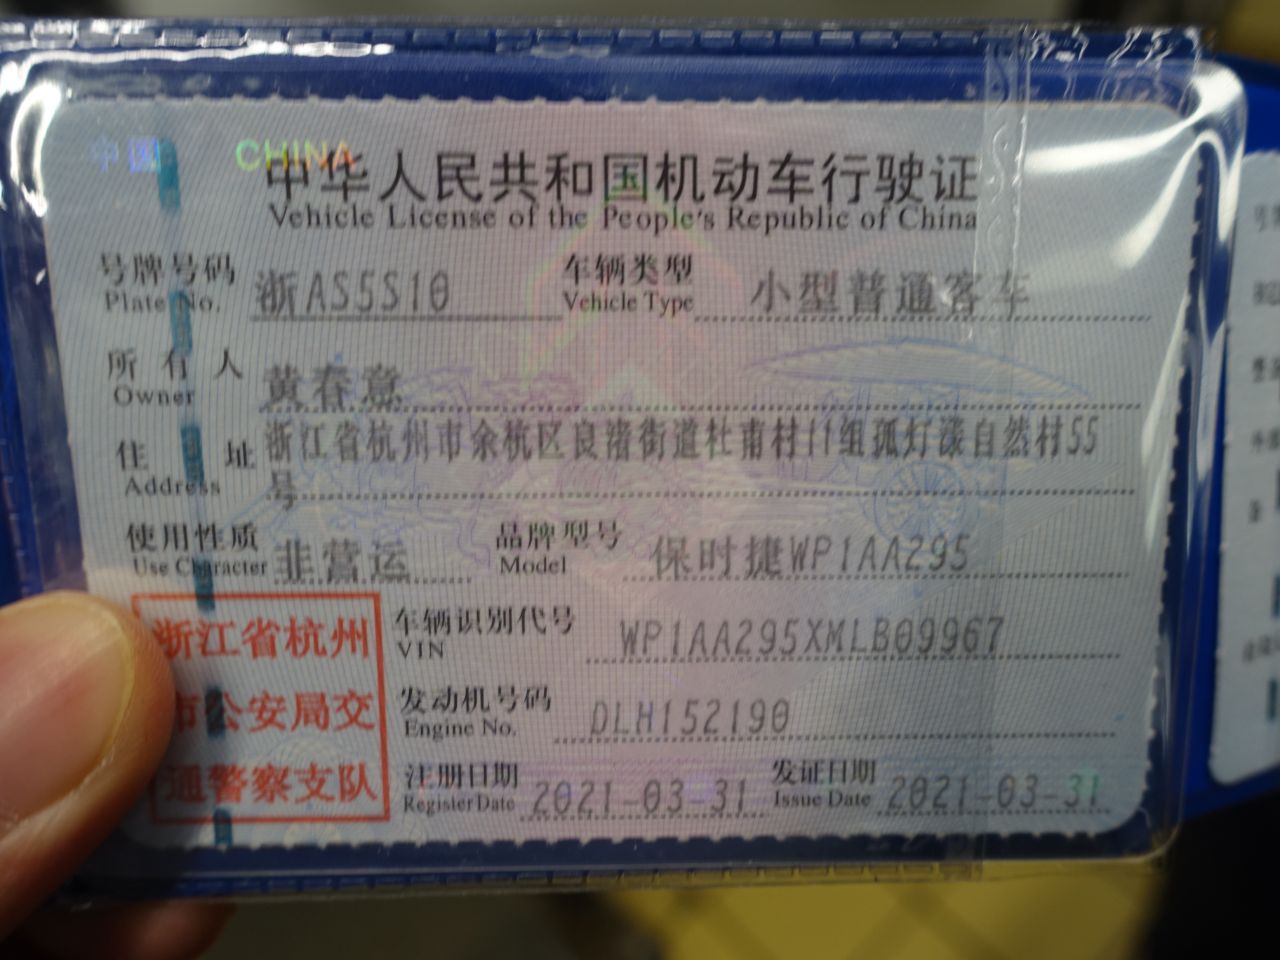 中国 CHINA
中华人民共和国机动车行驶证
Vehicle License of the People's Republic of China
号牌号码 浙AS5S10 车辆类型 小型普通客车
Plate No. Vehicle Type
所有人 黄春意
Owner
住址 浙江省杭州市余杭区良渚街道杜甫村11组孤灯漾自然村55
Address 号
使用性质 非营运 品牌型号 保时捷WP1AA295
Use Character Model
浙江省杭州
市公安局交
通警察支队
车辆识别代号 WP1AA295XMLB09967
VIN
发动机号码 DLH152190
Engine No.
注册日期 2021-03-31 发证日期 2021-03-31
Register Date Issue Date